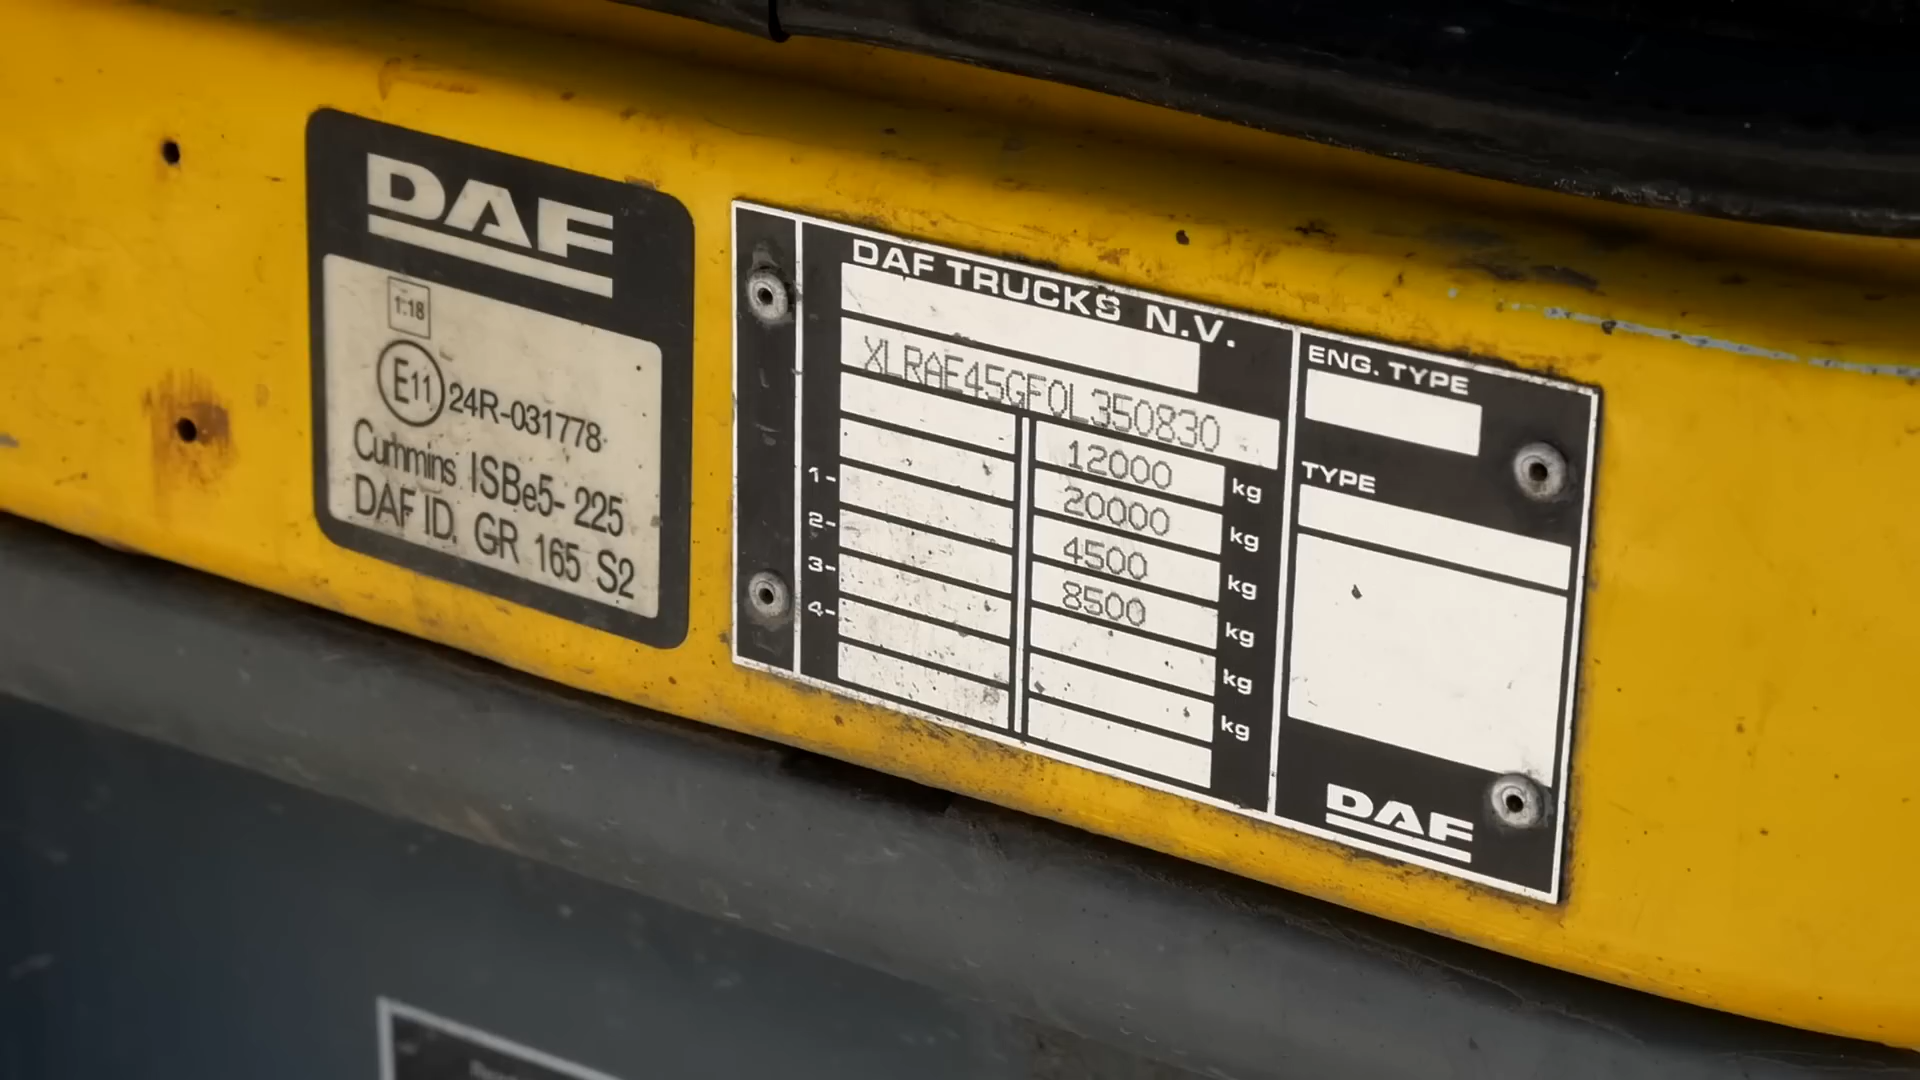 DAF
1.18
E11 24R-031778
Cummins ISBe5-225
DAF ID. GR 165 S2
DAF TRUCKS N.V.
XLRAE45GF0L350830
12000 kg
20000 kg
1- 4500 kg
2- 8500 kg
3- kg
4- kg
ENG. TYPE
TYPE
DAF